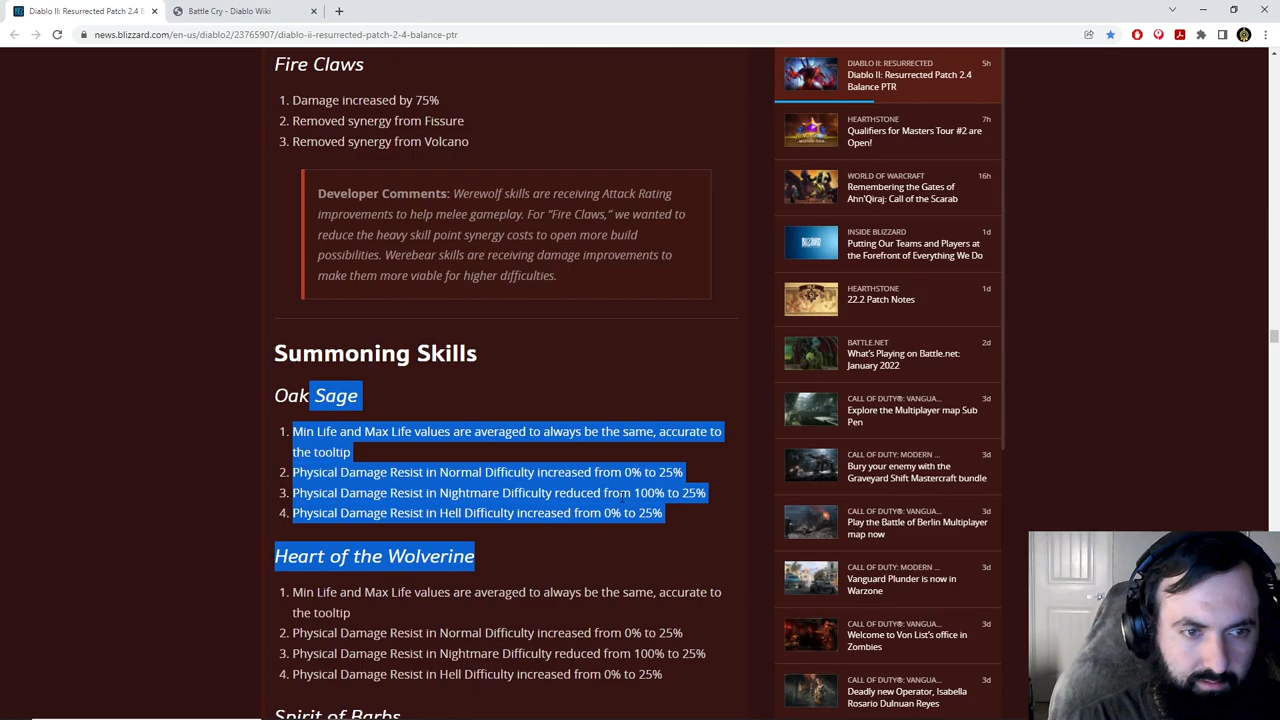 Diablo II: Resurrected Patch 2.4 B
Battle Cry - Diablo Wiki
news.blizzard.com/en-us/diablo2/23765907/diablo-ii-resurrected-patch-2-4-balance-ptr
Fire Claws
1. Damage increased by 75%
2. Removed synergy from Fissure
3. Removed synergy from Volcano
Developer Comments: Werewolf skills are receiving Attack Rating
improvements to help melee gameplay. For “Fire Claws,” we wanted to
reduce the heavy skill point synergy costs to open more build
possibilities. Werebear skills are receiving damage improvements to
make them more viable for higher difficulties.
Summoning Skills
Oak Sage
1. Min Life and Max Life values are averaged to always be the same, accurate to
the tooltip
2. Physical Damage Resist in Normal Difficulty increased from 0% to 25%
3. Physical Damage Resist in Nightmare Difficulty reduced from 100% to 25%
4. Physical Damage Resist in Hell Difficulty increased from 0% to 25%
Heart of the Wolverine
1. Min Life and Max Life values are averaged to always be the same, accurate to
the tooltip
2. Physical Damage Resist in Normal Difficulty increased from 0% to 25%
3. Physical Damage Resist in Nightmare Difficulty reduced from 100% to 25%
4. Physical Damage Resist in Hell Difficulty increased from 0% to 25%
Spirit of Barbs
DIABLO II: RESURRECTED 5h
Diablo II: Resurrected Patch 2.4
Balance PTR
HEARTHSTONE 7h
Qualifiers for Masters Tour #2 are
Open!
WORLD OF WARCRAFT 16h
Remembering the Gates of
Ahn'Qiraj: Call of the Scarab
INSIDE BLIZZARD 1d
Putting Our Teams and Players at
the Forefront of Everything We Do
HEARTHSTONE 1d
22.2 Patch Notes
BATTLE.NET 2d
What's Playing on Battle.net:
January 2022
CALL OF DUTY®: VANGUA... 3d
Explore the Multiplayer map Sub
Pen
CALL OF DUTY: MODERN ... 3d
Bury your enemy with the
Graveyard Shift Mastercraft bundle
CALL OF DUTY®: VANGUA... 3d
Play the Battle of Berlin Multiplayer
map now
CALL OF DUTY: MODERN ... 3d
Vanguard Plunder is now in
Warzone
CALL OF DUTY®: VANGUA... 3d
Welcome to Von List's office in
Zombies
CALL OF DUTY®: VANGUA... 3d
Deadly new Operator, Isabella
Rosario Dulnuan Reyes